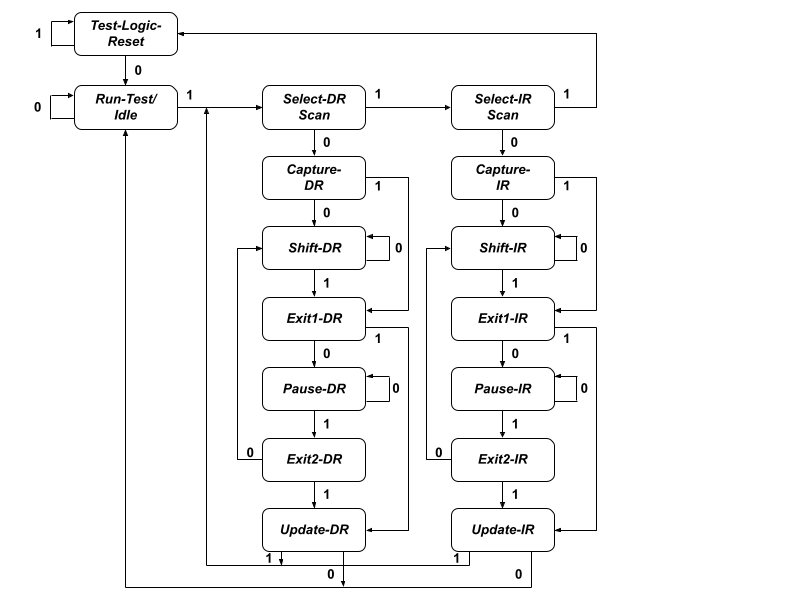 Test-Logic-
Reset
1
0
Run-Test/
Idle
0
1
Select-DR
Scan
1
Select-IR
Scan
1
0
0
Capture-
DR
1
Capture-
IR
1
0
0
Shift-DR
0
Shift-IR
0
1
1
Exit1-DR
1
Exit1-IR
1
0
0
Pause-DR
0
Pause-IR
0
1
1
0
Exit2-DR
0
Exit2-IR
1
1
Update-DR
Update-IR
1
0
1
0